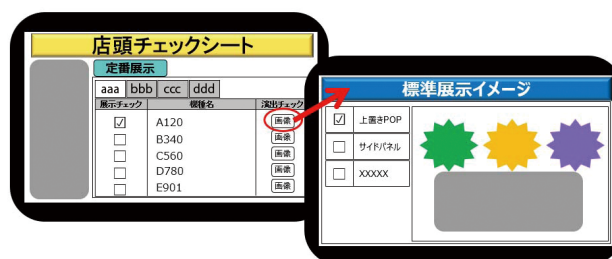 店頭チェックシート
定番展示
aaa bbb ccc ddd
展示チェック 機種名 演出チェック
A120 画像
B340 画像
C560 画像
D780 画像
E901 画像
標準展示イメージ
上置きPOP
サイドパネル
XXXXX